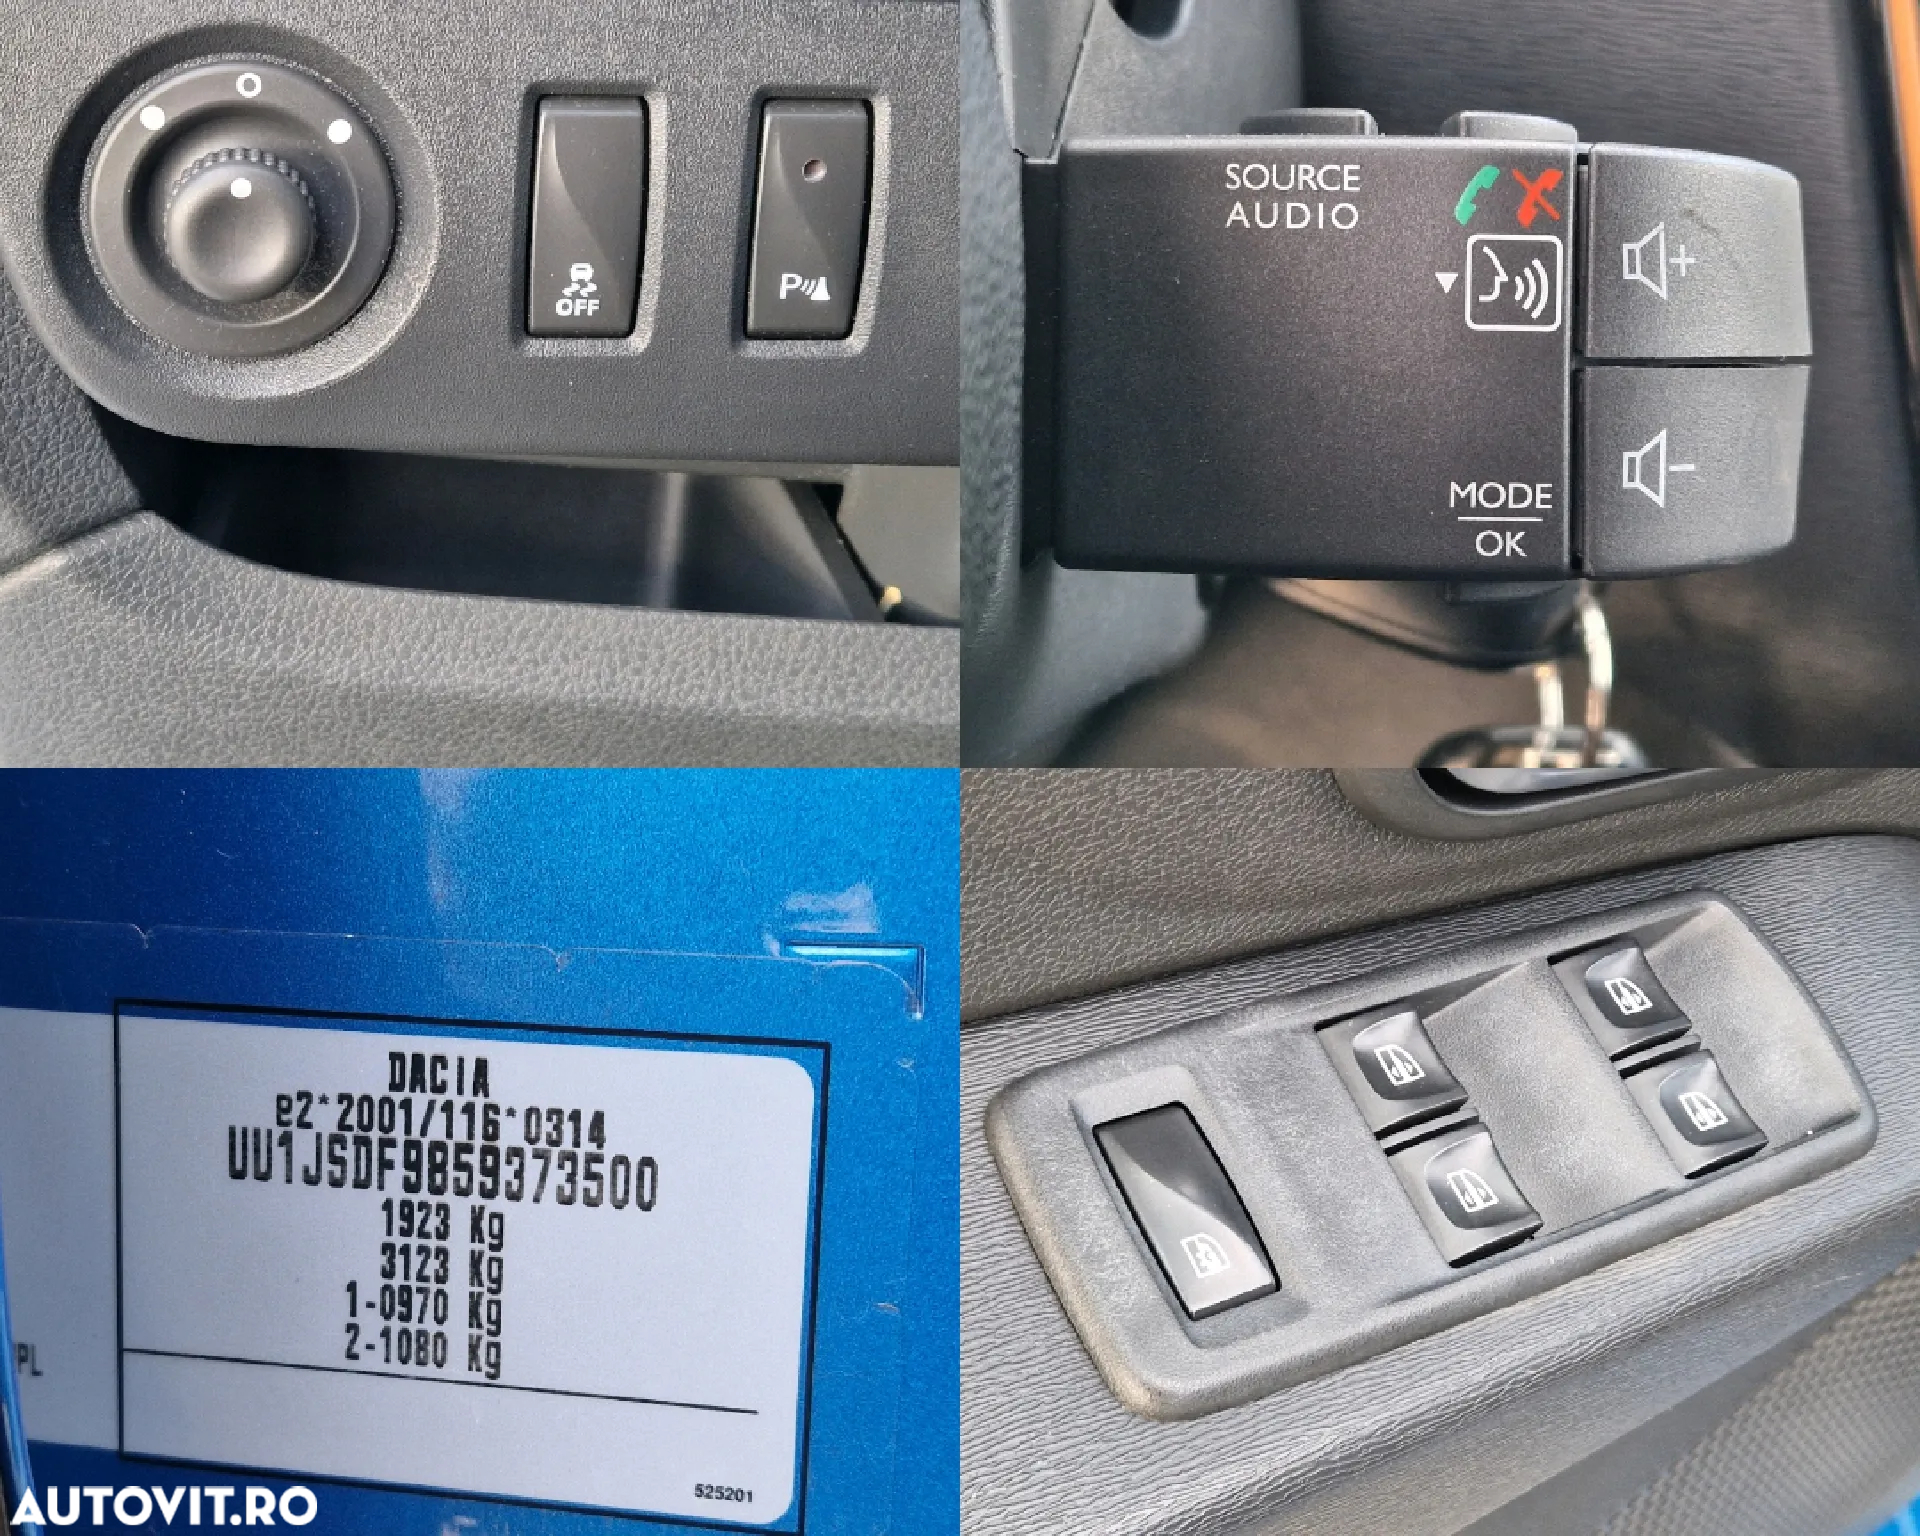 OFF
P
SOURCE
AUDIO
MODE
OK
DACIA
e2*2001/116*0314
UU1JSDF9859373500
1923 Kg
3123 Kg
1-0970 Kg
2-1080 Kg
PL
525201
AUTOVIT.RO